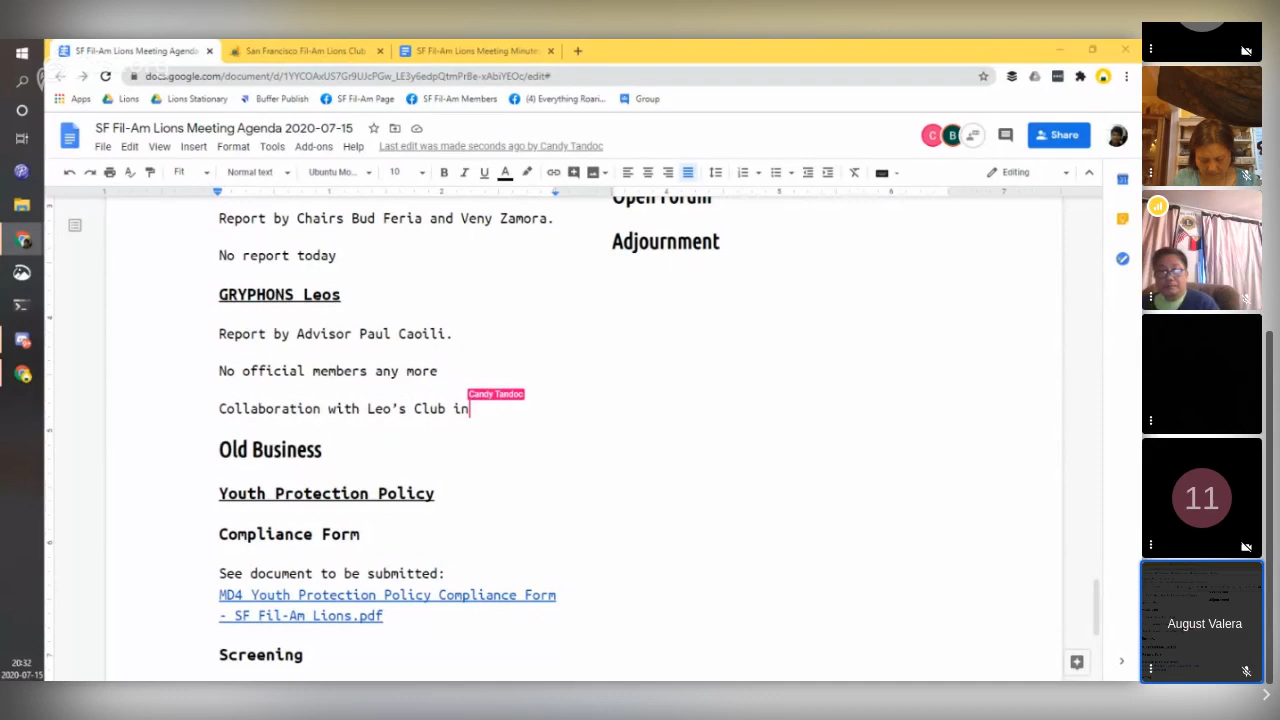 SF Fil-Am Lions Meeting Agenda
San Francisco Fil-Am Lions Club
SF Fil-Am Lions Meeting Minute
docs.google.com/document/d/1YYCOAxUS7Gr9UJcPGw_LE3y6edpQtmPrBe-xAbiYEOc/edit#
Apps
Lions
Lions Stationary
Buffer Publish
SF Fil-Am Page
SF Fil-Am Members
(4) Everything Roari...
Group
SF Fil-Am Lions Meeting Agenda 2020-07-15
File Edit View Insert Format Tools Add-ons Help Last edit was made seconds ago by Candy Tandoc
C B
Share
Fit Normal text Ubuntu Mo... 10 B I U A Editing
Report by Chairs Bud Feria and Veny Zamora.
No report today
GRYPHONS Leos
Report by Advisor Paul Caoili.
No official members any more
Candy Tandoc
Collaboration with Leo's Club in
Old Business
Youth Protection Policy
Compliance Form
See document to be submitted:
MD4 Youth Protection Policy Compliance Form
- SF Fil-Am Lions.pdf
Screening
Open Forum
Adjournment
20:32
2020-07-15
11
August Valera